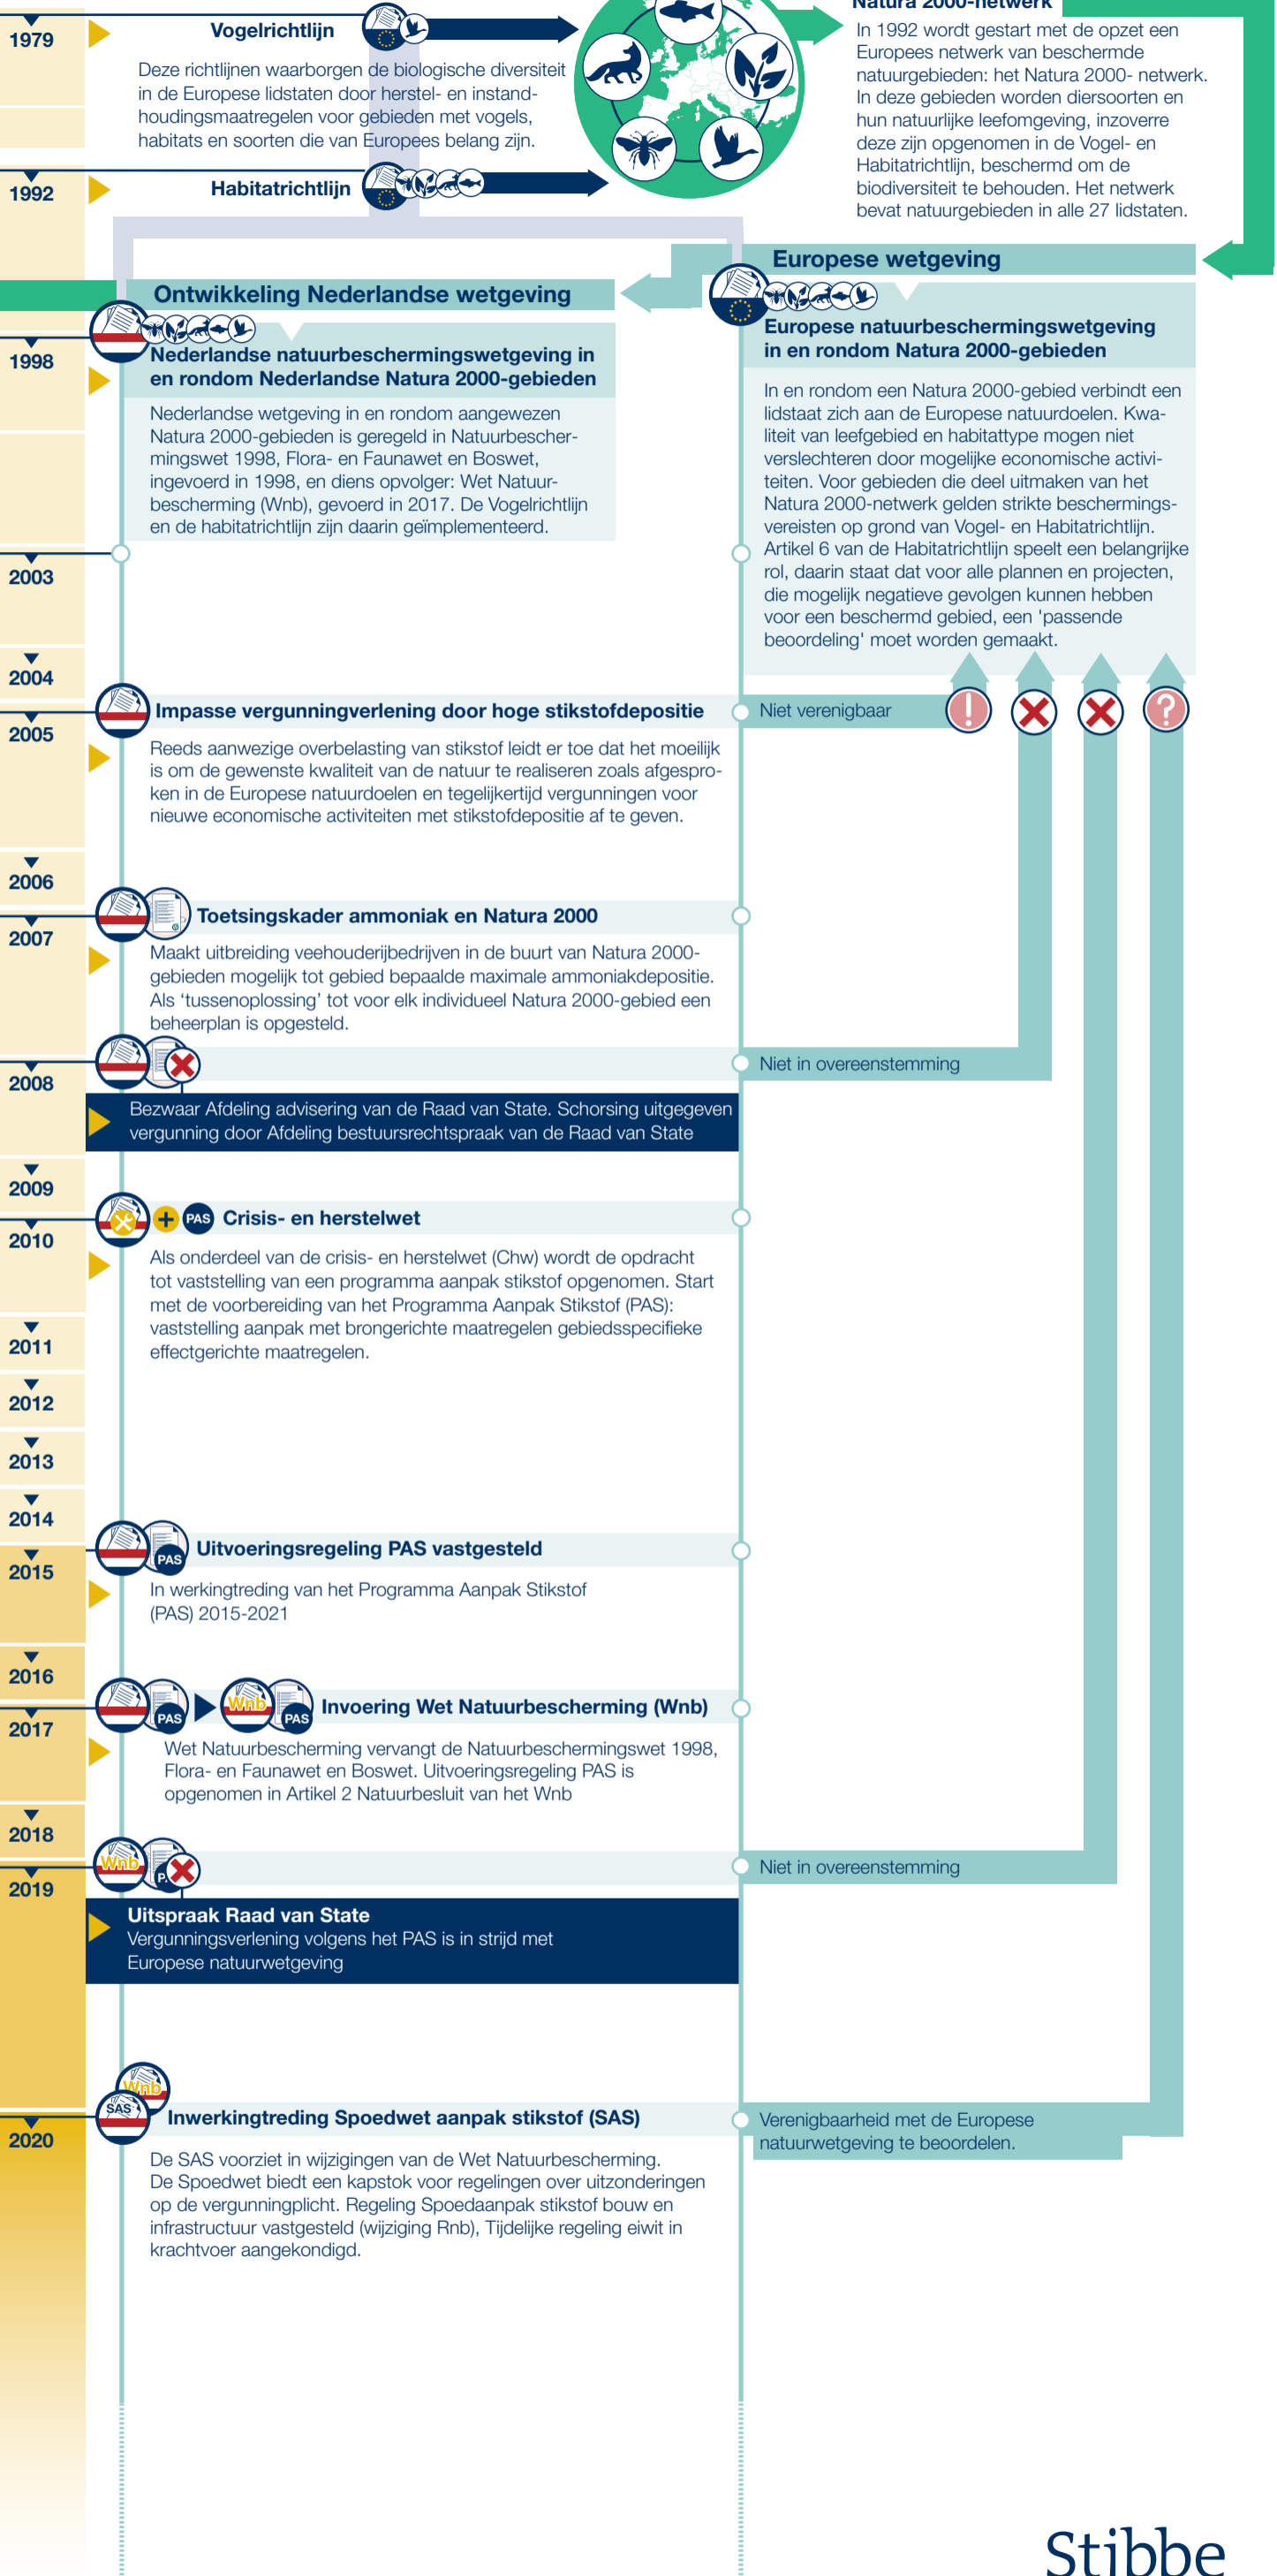 Natura 2000-netwerk
1979
Vogelrichtlijn
Deze richtlijnen waarborgen de biologische diversiteit
in de Europese lidstaten door herstel- en instand-
houdingsmaatregelen voor gebieden met vogels,
habitats en soorten die van Europees belang zijn.
1992
Habitatrichtlijn
In 1992 wordt gestart met de opzet een
Europees netwerk van beschermde
natuurgebieden: het Natura 2000- netwerk.
In deze gebieden worden diersoorten en
hun natuurlijke leefomgeving, inzoverre
deze zijn opgenomen in de Vogel- en
Habitatrichtlijn, beschermd om de
biodiversiteit te behouden. Het netwerk
bevat natuurgebieden in alle 27 lidstaten.
Europese wetgeving
Europese natuurbeschermingswetgeving
in en rondom Natura 2000-gebieden
In en rondom een Natura 2000-gebied verbindt een
lidstaat zich aan de Europese natuurdoelen. Kwa-
liteit van leefgebied en habitattype mogen niet
verslechteren door mogelijke economische activi-
teiten. Voor gebieden die deel uitmaken van het
Natura 2000-netwerk gelden strikte beschermings-
vereisten op grond van Vogel- en Habitatrichtlijn.
Artikel 6 van de Habitatrichtlijn speelt een belangrijke
rol, daarin staat dat voor alle plannen en projecten,
die mogelijk negatieve gevolgen kunnen hebben
voor een beschermd gebied, een 'passende
beoordeling' moet worden gemaakt.
Ontwikkeling Nederlandse wetgeving
1998
Nederlandse natuurbeschermingswetgeving in
en rondom Nederlandse Natura 2000-gebieden
Nederlandse wetgeving in en rondom aangewezen
Natura 2000-gebieden is geregeld in Natuurbescher-
mingswet 1998, Flora- en Faunawet en Boswet,
ingevoerd in 1998, en diens opvolger: Wet Natuur-
bescherming (Wnb), gevoerd in 2017. De Vogelrichtlijn
en de habitatrichtlijn zijn daarin geïmplementeerd.
2003
2004
2005
Impasse vergunningverlening door hoge stikstofdepositie
Niet verenigbaar
!
?
Reeds aanwezige overbelasting van stikstof leidt er toe dat het moeilijk
is om de gewenste kwaliteit van de natuur te realiseren zoals afgespro-
ken in de Europese natuurdoelen en tegelijkertijd vergunningen voor
nieuwe economische activiteiten met stikstofdepositie af te geven.
2006
2007
Toetsingskader ammoniak en Natura 2000
Maakt uitbreiding veehouderijbedrijven in de buurt van Natura 2000-
gebieden mogelijk tot gebied bepaalde maximale ammoniakdepositie.
Als ‘tussenoplossing’ tot voor elk individueel Natura 2000-gebied een
beheerplan is opgesteld.
2008
Niet in overeenstemming
Bezwaar Afdeling advisering van de Raad van State. Schorsing uitgegeven
vergunning door Afdeling bestuursrechtspraak van de Raad van State
2009
2010
+ PAS Crisis- en herstelwet
Als onderdeel van de crisis- en herstelwet (Chw) wordt de opdracht
tot vaststelling van een programma aanpak stikstof opgenomen. Start
met de voorbereiding van het Programma Aanpak Stikstof (PAS):
vaststelling aanpak met brongerichte maatregelen gebiedsspecifieke
effectgerichte maatregelen.
2011
2012
2013
2014
2015
PAS Uitvoeringsregeling PAS vastgesteld
In werkingtreding van het Programma Aanpak Stikstof
(PAS) 2015-2021
2016
2017
PAS Wnb PAS Invoering Wet Natuurbescherming (Wnb)
Wet Natuurbescherming vervangt de Natuurbeschermingswet 1998,
Flora- en Faunawet en Boswet. Uitvoeringsregeling PAS is
opgenomen in Artikel 2 Natuurbesluit van het Wnb
2018
2019
Wnb P
Niet in overeenstemming
Uitspraak Raad van State
Vergunningsverlening volgens het PAS is in strijd met
Europese natuurwetgeving
Wnb
SAS
2020
Inwerkingtreding Spoedwet aanpak stikstof (SAS)
Verenigbaarheid met de Europese
natuurwetgeving te beoordelen.
De SAS voorziet in wijzigingen van de Wet Natuurbescherming.
De Spoedwet biedt een kapstok voor regelingen over uitzonderingen
op de vergunningplicht. Regeling Spoedaanpak stikstof bouw en
infrastructuur vastgesteld (wijziging Rnb), Tijdelijke regeling eiwit in
krachtvoer aangekondigd.
Stibbe